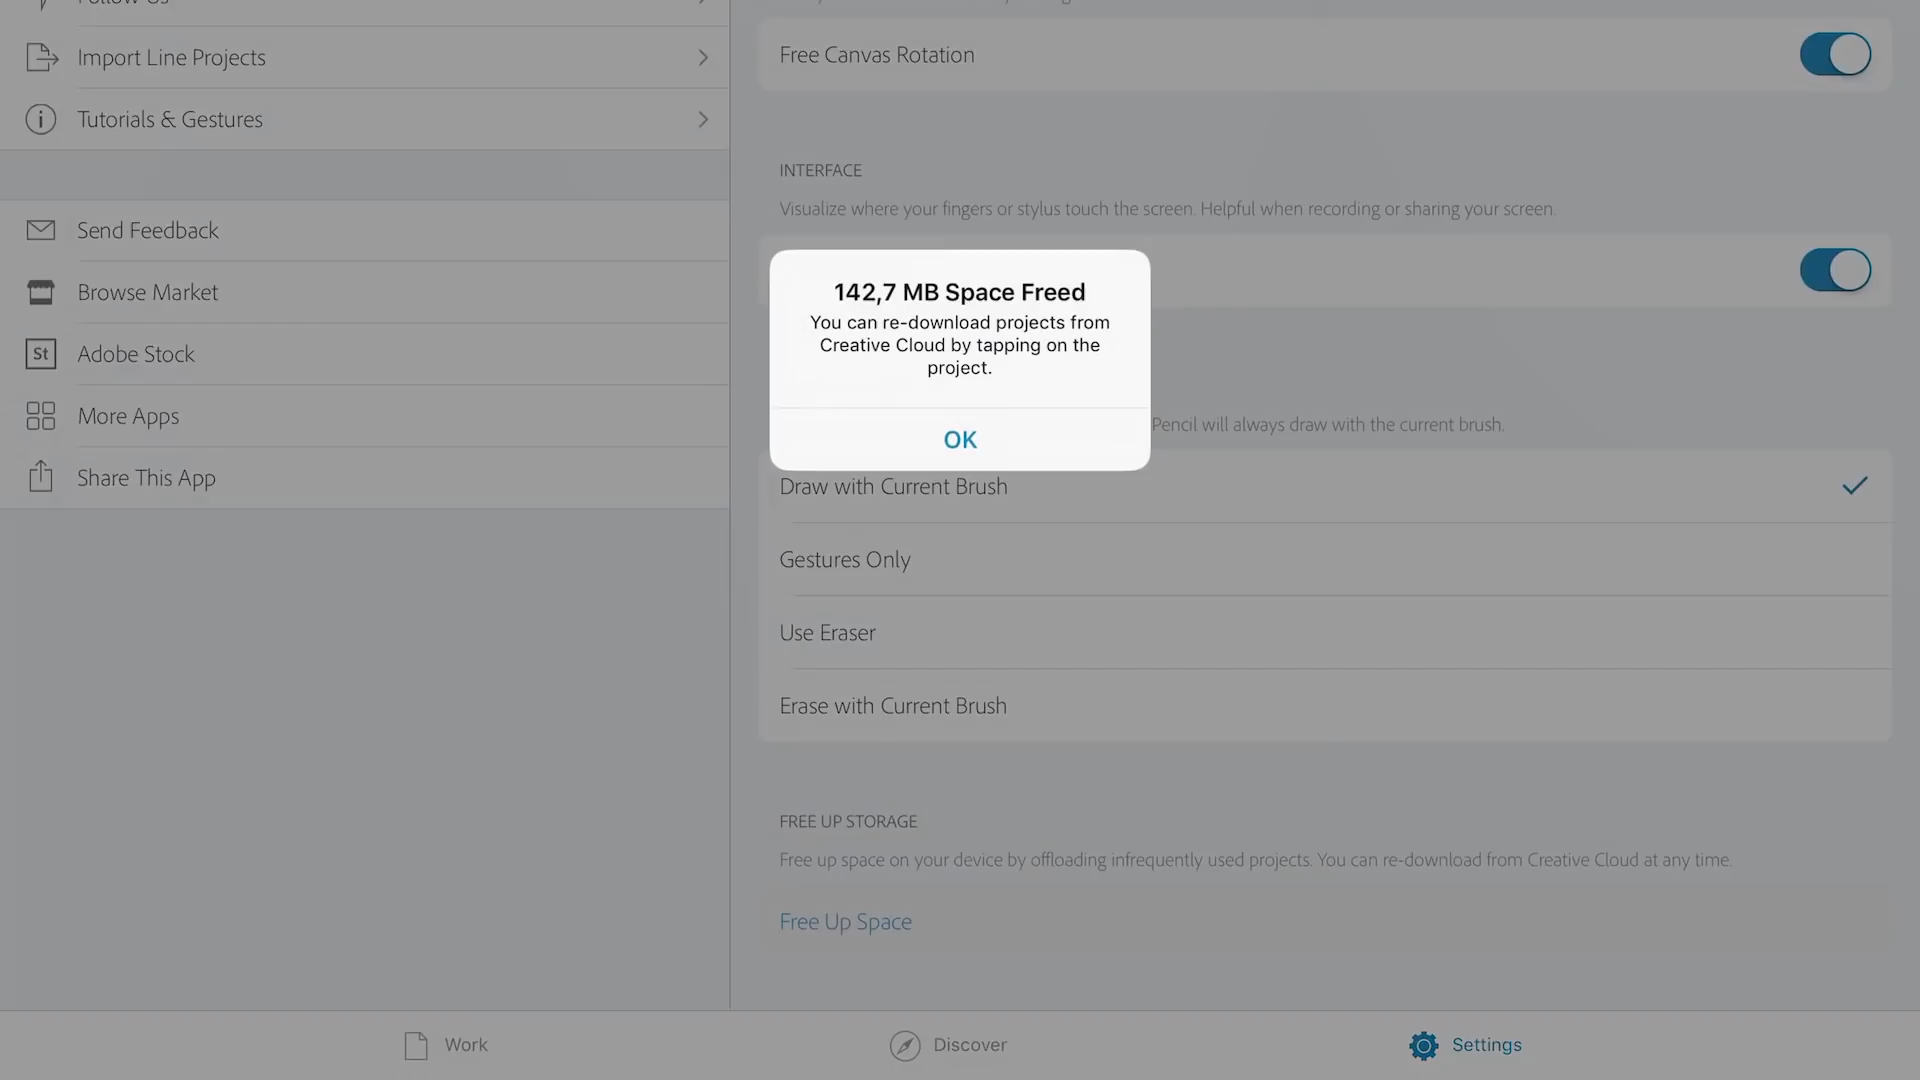 Import Line Projects
Tutorials & Gestures
Send Feedback
Browse Market
St Adobe Stock
More Apps
Share This App
Free Canvas Rotation
INTERFACE
Visualize where your fingers or stylus touch the screen. Helpful when recording or sharing your screen.
142,7 MB Space Freed
You can re-download projects from
Creative Cloud by tapping on the
project.
OK
Pencil will always draw with the current brush.
Draw with Current Brush
Gestures Only
Use Eraser
Erase with Current Brush
FREE UP STORAGE
Free up space on your device by offloading infrequently used projects. You can re-download from Creative Cloud at any time.
Free Up Space
Work
Discover
Settings